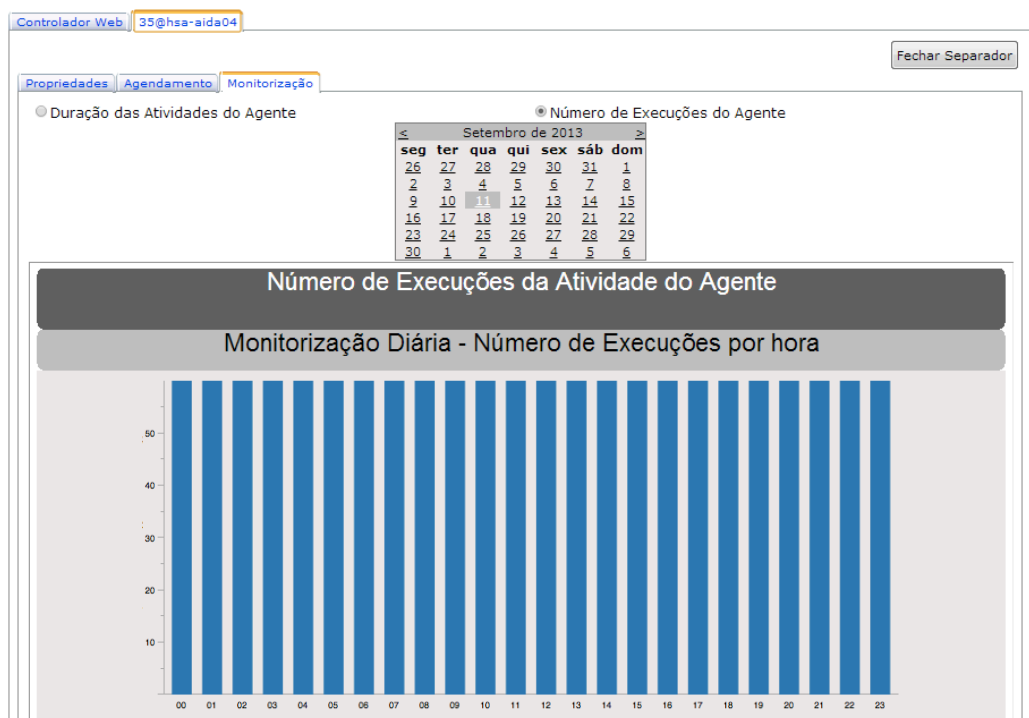 Controlador Web 35@hsa-aida04
Fechar Separador
Propriedades Agendamento Monitorização
Duração das Atividades do Agente Número de Execuções do Agente
< Setembro de 2013 >
seg ter qua qui sex sáb dom
26 27 28 29 30 31 1
2 3 4 5 6 7 8
9 10 11 12 13 14 15
16 17 18 19 20 21 22
23 24 25 26 27 28 29
30 1 2 3 4 5 6
Número de Execuções da Atividade do Agente
Monitorização Diária - Número de Execuções por hora
50
40
30
20
10
00 01 02 03 04 05 06 07 08 09 10 11 12 13 14 15 16 17 18 19 20 21 22 23